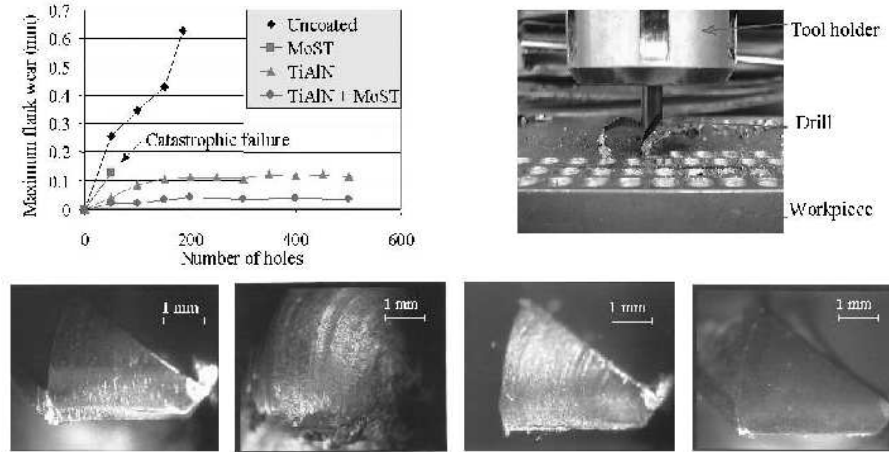 Maximum flank wear (mm)
0.7
0.6
0.5
0.4
0.3
0.2
0.1
0
0
200
400
600
Number of holes
Uncoated
MoST
TiAlN
TiAlN + MoST
Catastrophic failure
Tool holder
Drill
Workpiece
1 mm
1 mm
1 mm
1 mm